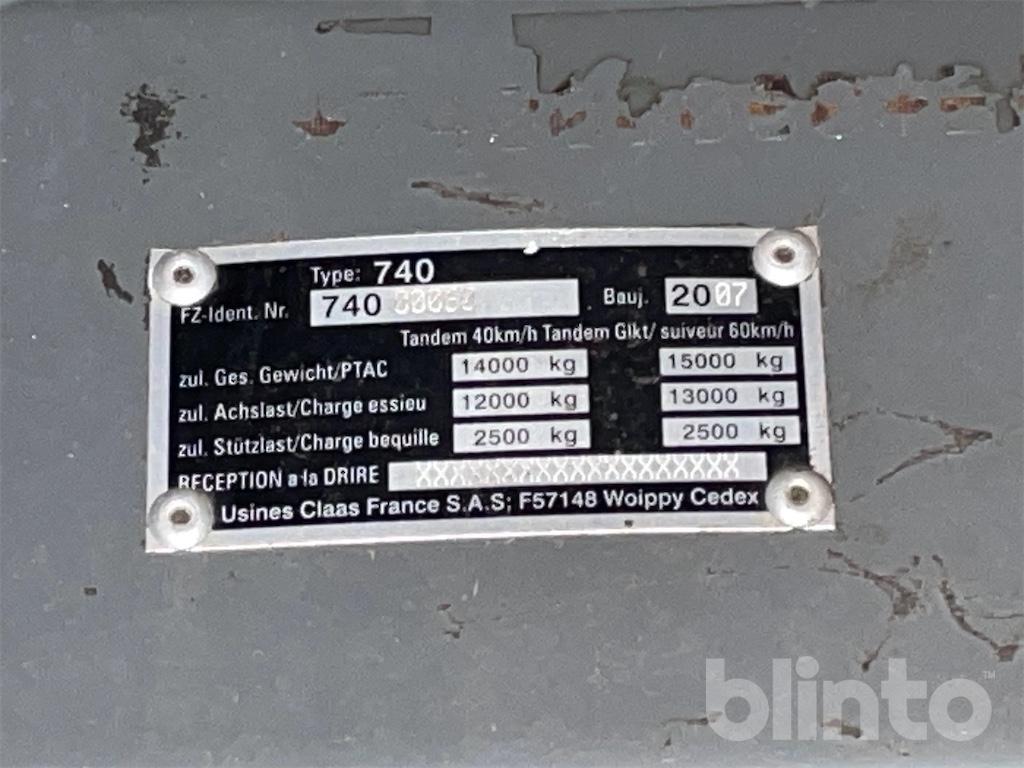 Type: 740
FZ-Ident. Nr. 740
Bauj. 2007
Tandem 40km/h Tandem Glkt/ suiveur 60km/h
zul. Ges. Gewicht/PTAC 14000 kg 15000 kg
zul. Achslast/Charge essieu 12000 kg 13000 kg
zul. Stützlast/Charge bequille 2500 kg 2500 kg
RECEPTION a la DRIRE
Usines Claas France S.A.S; F57148 Woippy Cedex
blinto™